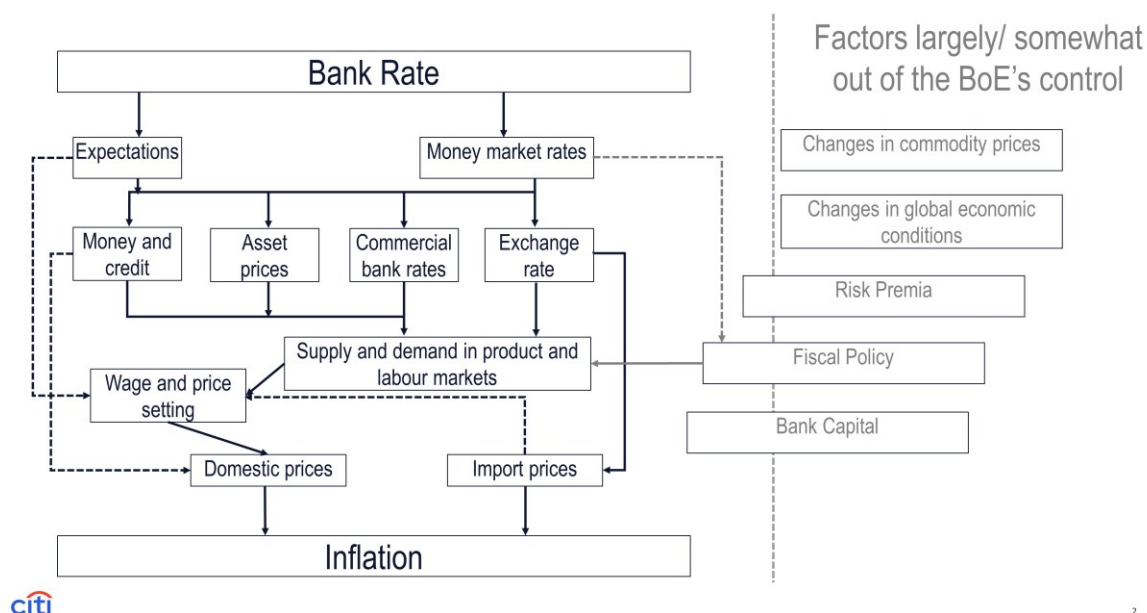 Factors largely/ somewhat
out of the BoE's control
Bank Rate
Expectations
Money market rates
Changes in commodity prices
Changes in global economic
conditions
Money and
credit
Asset
prices
Commercial
bank rates
Exchange
rate
Risk Premia
Supply and demand in product and
labour markets
Fiscal Policy
Wage and price
setting
Bank Capital
Domestic prices
Import prices
Inflation
citi
2